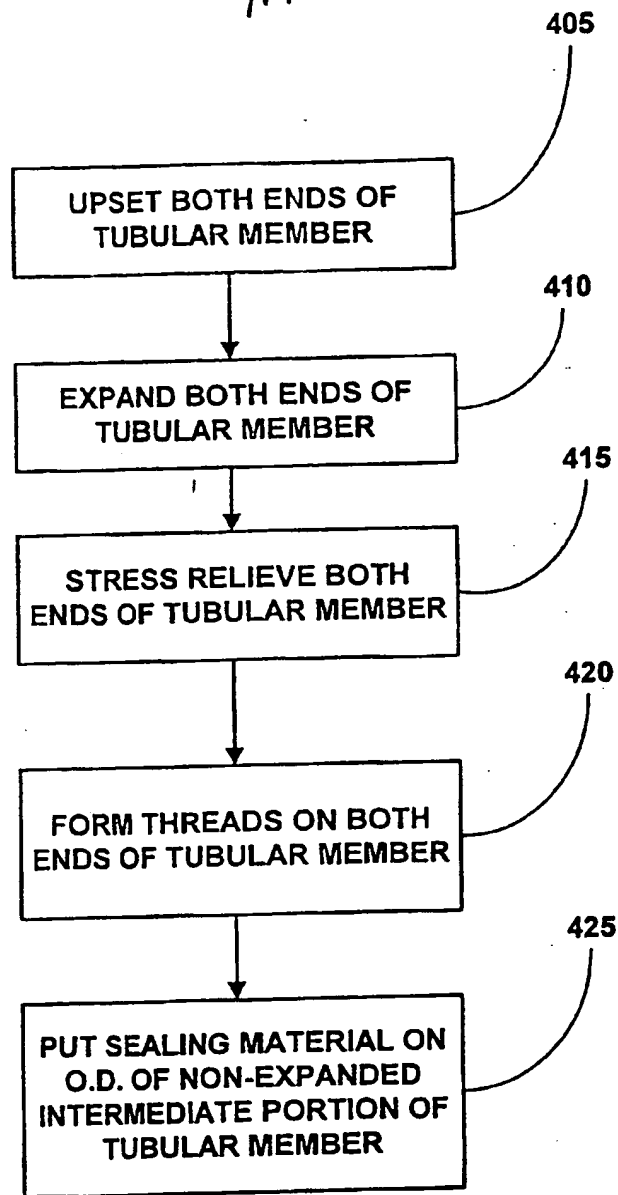 405
UPSET BOTH ENDS OF
TUBULAR MEMBER
410
EXPAND BOTH ENDS OF
TUBULAR MEMBER
415
STRESS RELIEVE BOTH
ENDS OF TUBULAR MEMBER
420
FORM THREADS ON BOTH
ENDS OF TUBULAR MEMBER
425
PUT SEALING MATERIAL ON
O.D. OF NON-EXPANDED
INTERMEDIATE PORTION OF
TUBULAR MEMBER